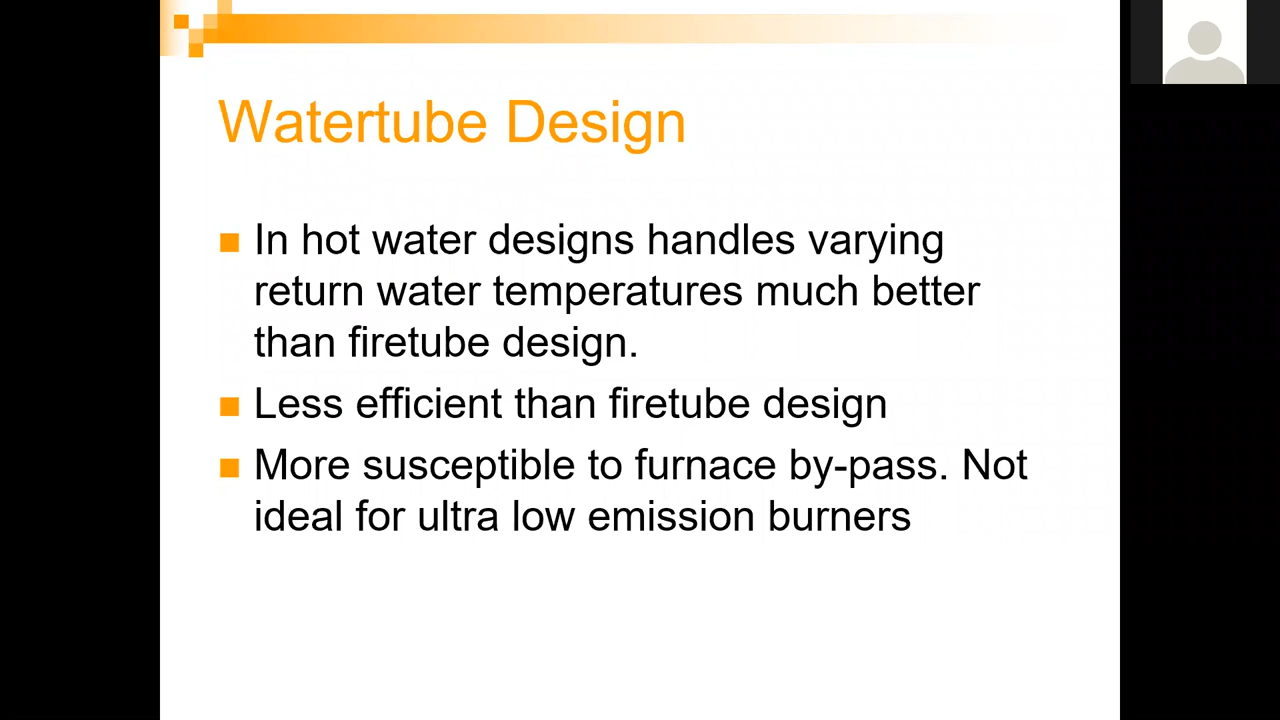 Watertube Design
In hot water designs handles varying
return water temperatures much better
than firetube design.
Less efficient than firetube design
More susceptible to furnace by-pass. Not
ideal for ultra low emission burners